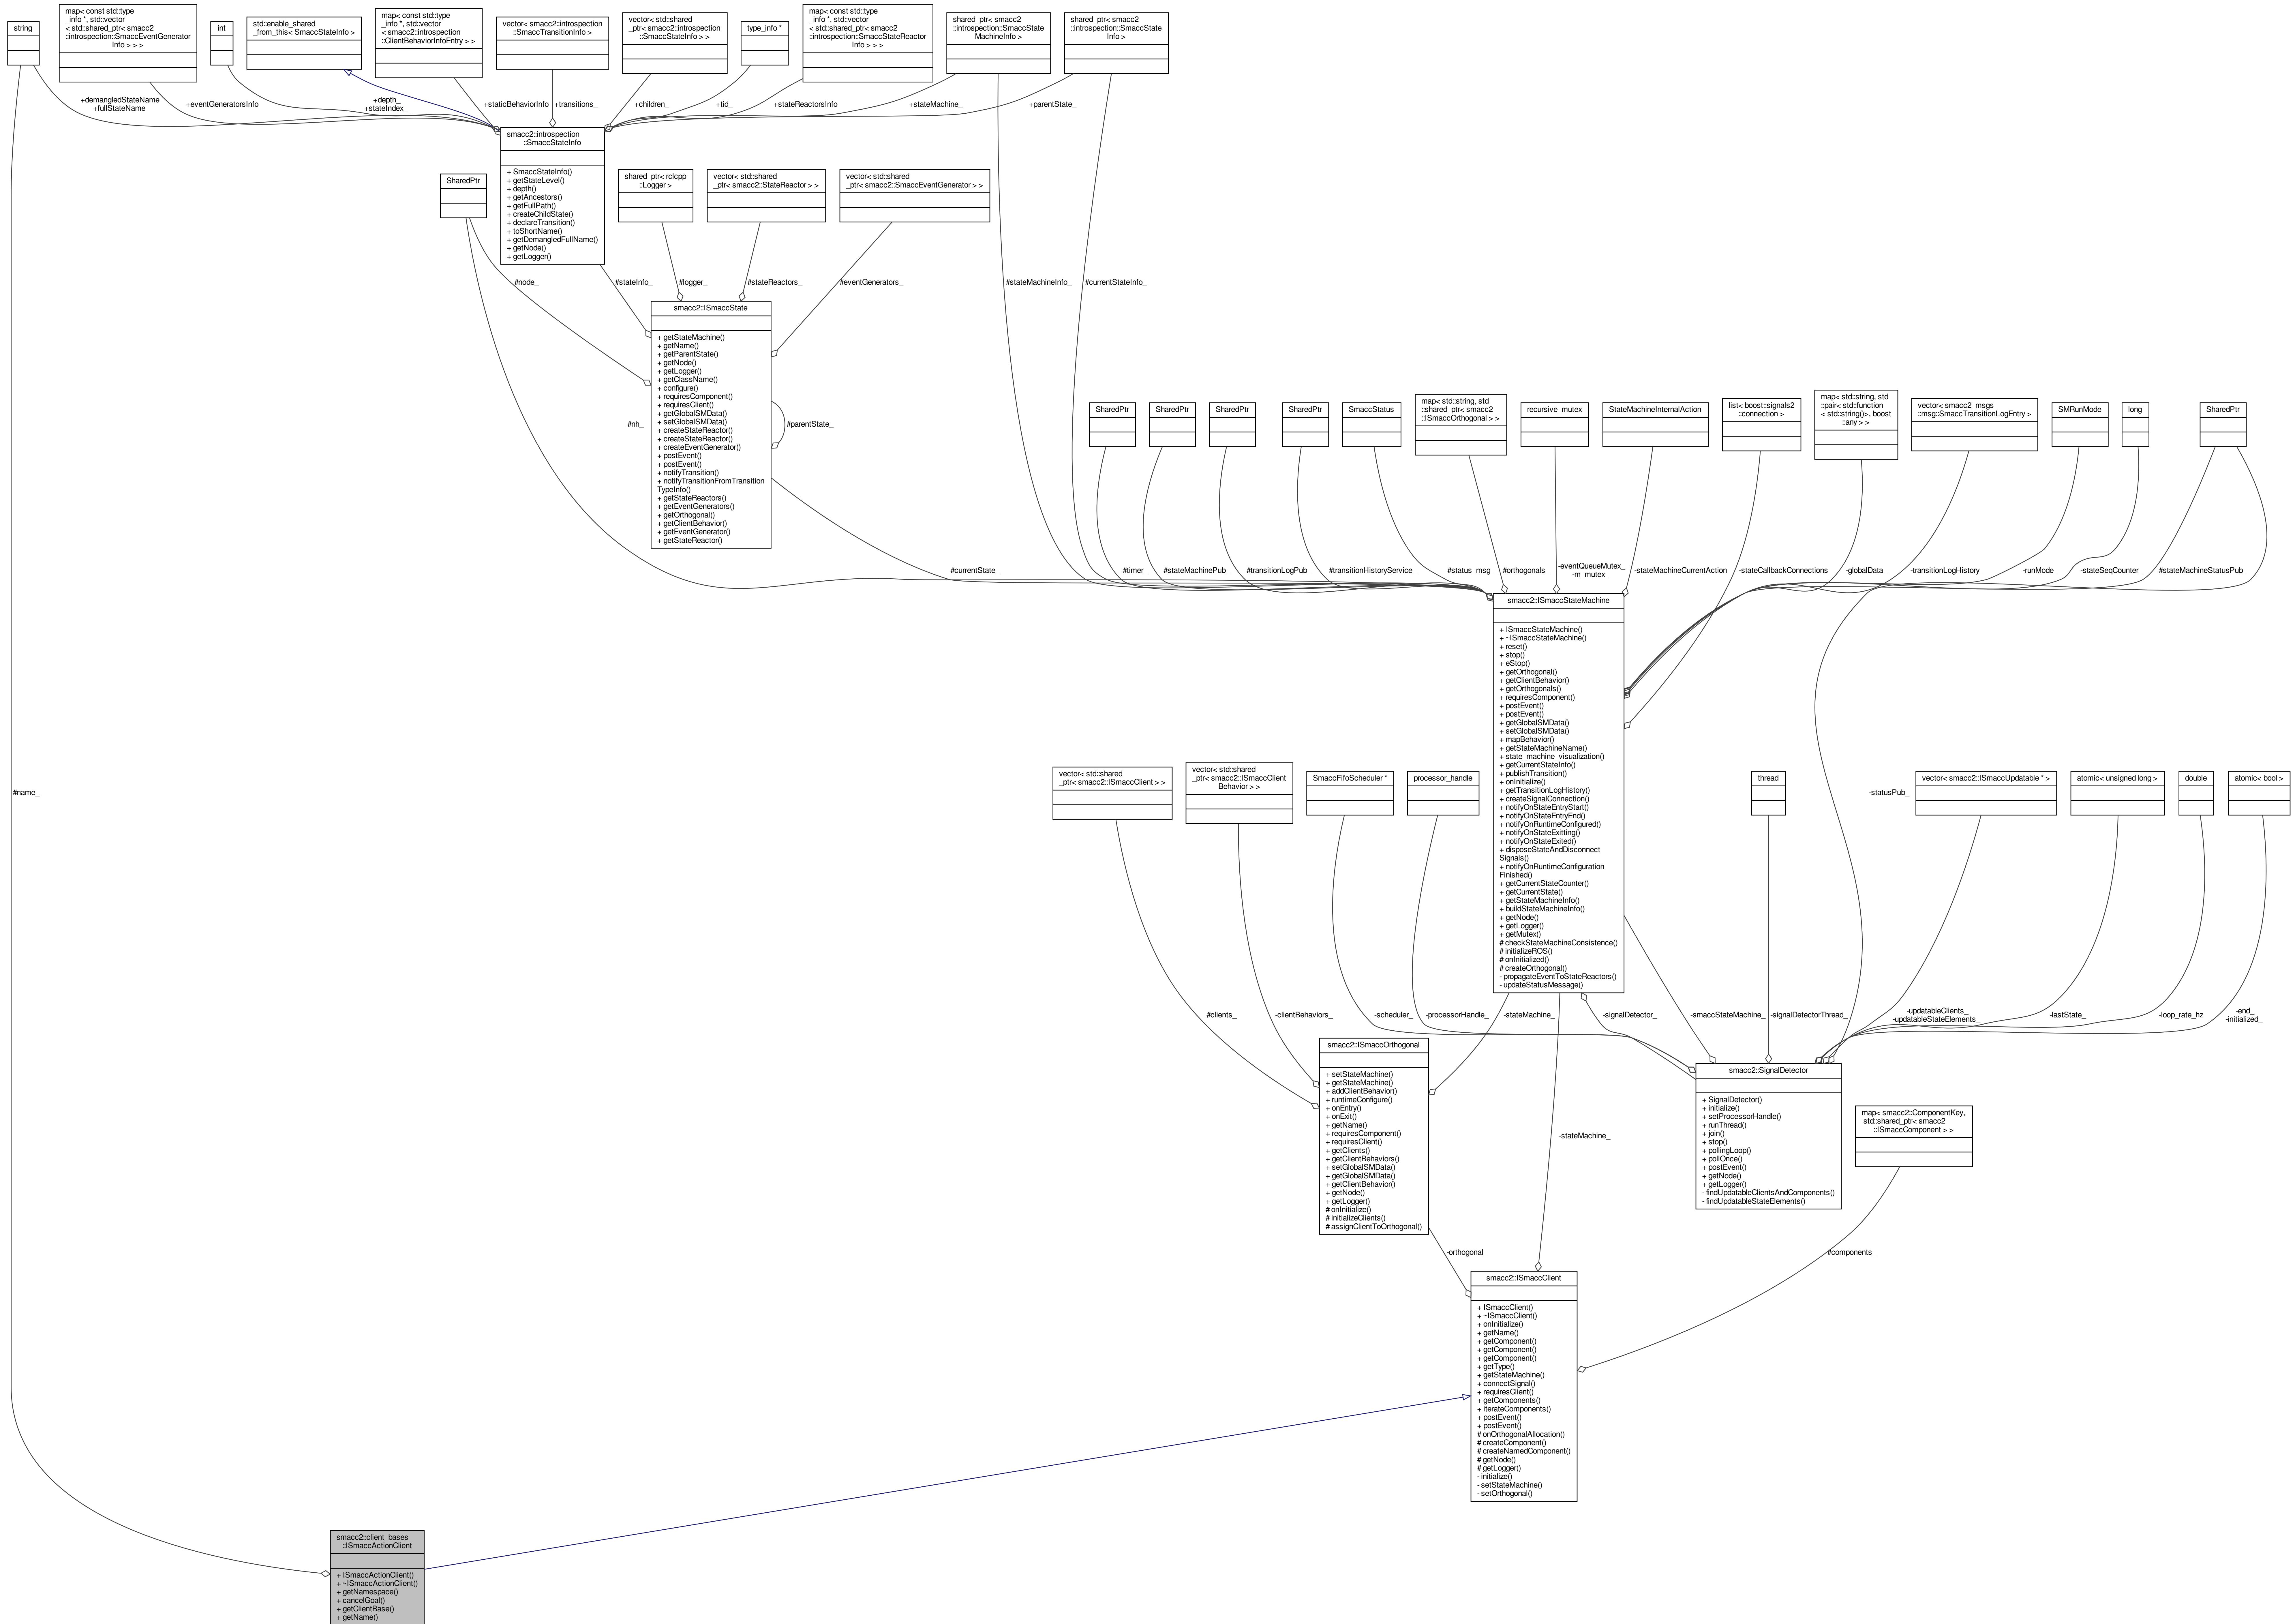 string
map< const std::type
_info *, std::vector
< std::shared_ptr< smacc2
::introspection::SmaccEventGenerator
Info > > >
int
std::enable_shared
_from_this< SmaccStateInfo >
map< const std::type
_info *, std::vector
< smacc2::introspection
::ClientBehaviorInfoEntry > >
vector< smacc2::introspection
::SmaccTransitionInfo >
vector< std::shared
_ptr< smacc2::introspection
::SmaccStateInfo > >
type_info *
map< const std::type
_info *, std::vector
< std::shared_ptr< smacc2
::introspection::SmaccStateReactor
Info > > >
shared_ptr< smacc2
::introspection::SmaccState
MachineInfo >
shared_ptr< smacc2
::introspection::SmaccState
Info >
+demangledStateName
+fullStateName
+eventGeneratorsInfo
+depth_
+stateIndex_
+staticBehaviorInfo
+transitions_
+children_
+tid_
+stateReactorsInfo
+stateMachine_
+parentState_
smacc2::introspection
::SmaccStateInfo
+ SmaccStateInfo()
+ getStateLevel()
+ depth()
+ getAncestors()
+ getFullPath()
+ createChildState()
+ declareTransition()
+ toShortName()
+ getDemangledFullName()
+ getNode()
+ getLogger()
SharedPtr
shared_ptr< rclcpp
::Logger >
vector< std::shared
_ptr< smacc2::StateReactor > >
vector< std::shared
_ptr< smacc2::SmaccEventGenerator > >
#node_
#stateInfo_
#logger_
#stateReactors_
#eventGenerators_
#stateMachineInfo_
#currentStateInfo_
smacc2::ISmaccState
+ getStateMachine()
+ getName()
+ getParentState()
+ getNode()
+ getLogger()
+ getClassName()
+ configure()
+ requiresComponent()
+ requiresClient()
+ getGlobalSMData()
+ setGlobalSMData()
+ createStateReactor()
+ createStateReactor()
+ createEventGenerator()
+ postEvent()
+ postEvent()
+ notifyTransition()
+ notifyTransitionFromTransition
TypeInfo()
+ getStateReactors()
+ getEventGenerators()
+ getOrthogonal()
+ getClientBehavior()
+ getEventGenerator()
+ getStateReactor()
#nh_
#parentState_
SharedPtr
SharedPtr
SharedPtr
SharedPtr
SmaccStatus
map< std::string, std
::shared_ptr< smacc2
::ISmaccOrthogonal > >
recursive_mutex
StateMachineInternalAction
list< boost::signals2
::connection >
map< std::string, std
::pair< std::function
< std::string()>, boost
::any > >
vector< smacc2_msgs
::msg::SmaccTransitionLogEntry >
SMRunMode
long
SharedPtr
#currentState_
#timer_
#stateMachinePub_
#transitionLogPub_
#transitionHistoryService_
#status_msg_
#orthogonals_
-eventQueueMutex_
-m_mutex_
-stateMachineCurrentAction
-stateCallbackConnections
-globalData_
-transitionLogHistory_
-runMode_
-stateSeqCounter_
#stateMachineStatusPub_
smacc2::ISmaccStateMachine
+ ISmaccStateMachine()
+ ~ISmaccStateMachine()
+ reset()
+ stop()
+ eStop()
+ getOrthogonal()
+ getClientBehavior()
+ getOrthogonals()
+ requiresComponent()
+ postEvent()
+ postEvent()
+ getGlobalSMData()
+ setGlobalSMData()
+ mapBehavior()
+ getStateMachineName()
+ state_machine_visualization()
+ getCurrentStateInfo()
+ publishTransition()
+ onInitialize()
+ getTransitionLogHistory()
+ createSignalConnection()
+ notifyOnStateEntryStart()
+ notifyOnStateEntryEnd()
+ notifyOnRuntimeConfigured()
+ notifyOnStateExitting()
+ notifyOnStateExited()
+ disposeStateAndDisconnect
Signals()
+ notifyOnRuntimeConfiguration
Finished()
+ getCurrentStateCounter()
+ getCurrentState()
+ getStateMachineInfo()
+ buildStateMachineInfo()
+ getNode()
+ getLogger()
+ getMutex()
# checkStateMachineConsistence()
# initializeROS()
# onInitialized()
# createOrthogonal()
- propagateEventToStateReactors()
- updateStatusMessage()
#name_
vector< std::shared
_ptr< smacc2::ISmaccClient > >
vector< std::shared
_ptr< smacc2::ISmaccClient
Behavior > >
SmaccFifoScheduler *
processor_handle
thread
-statusPub_
vector< smacc2::ISmaccUpdatable * >
atomic< unsigned long >
double
atomic< bool >
#clients_
-clientBehaviors_
-scheduler_
-processorHandle_
-stateMachine_
-signalDetector_
-smaccStateMachine_
-signalDetectorThread_
-updatableClients_
-updatableStateElements_
-lastState_
-loop_rate_hz
-end_
-initialized_
smacc2::ISmaccOrthogonal
+ setStateMachine()
+ getStateMachine()
+ addClientBehavior()
+ runtimeConfigure()
+ onEntry()
+ onExit()
+ getName()
+ requiresComponent()
+ requiresClient()
+ getClients()
+ getClientBehaviors()
+ setGlobalSMData()
+ getGlobalSMData()
+ getClientBehavior()
+ getNode()
+ getLogger()
# onInitialize()
# initializeClients()
# assignClientToOrthogonal()
smacc2::SignalDetector
+ SignalDetector()
+ initialize()
+ setProcessorHandle()
+ runThread()
+ join()
+ stop()
+ pollingLoop()
+ pollOnce()
+ postEvent()
+ getNode()
+ getLogger()
- findUpdatableClientsAndComponents()
- findUpdatableStateElements()
map< smacc2::ComponentKey,
std::shared_ptr< smacc2
::ISmaccComponent > >
-stateMachine_
-orthogonal_
#components_
smacc2::ISmaccClient
+ ISmaccClient()
+ ~ISmaccClient()
+ onInitialize()
+ getName()
+ getComponent()
+ getComponent()
+ getComponent()
+ getType()
+ getStateMachine()
+ connectSignal()
+ requiresClient()
+ getComponents()
+ iterateComponents()
+ postEvent()
+ postEvent()
# onOrthogonalAllocation()
# createComponent()
# createNamedComponent()
# getNode()
# getLogger()
- initialize()
- setStateMachine()
- setOrthogonal()
smacc2::client_bases
::ISmaccActionClient
+ ISmaccActionClient()
+ ~ISmaccActionClient()
+ getNamespace()
+ cancelGoal()
+ getClientBase()
+ getName()